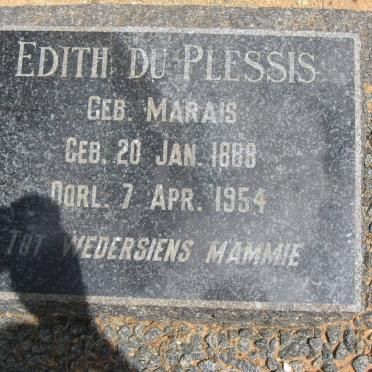 EDITH DU PLESSIS
GEB. MARAIS
GEB. 20 JAN. 1888
OORL. 7 APR. 1954
TOT WEDERSIENS MAMMIE